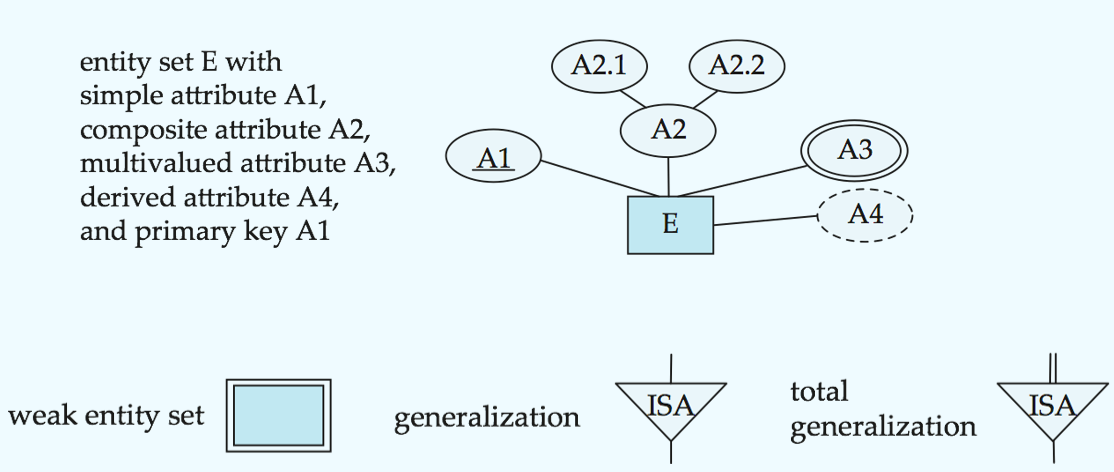 entity set E with
simple attribute A1,
composite attribute A2,
multivalued attribute A3,
derived attribute A4,
and primary key A1
A2.1
A2.2
A2
A1
A3
A4
E
weak entity set
generalization
ISA
total
generalization
ISA